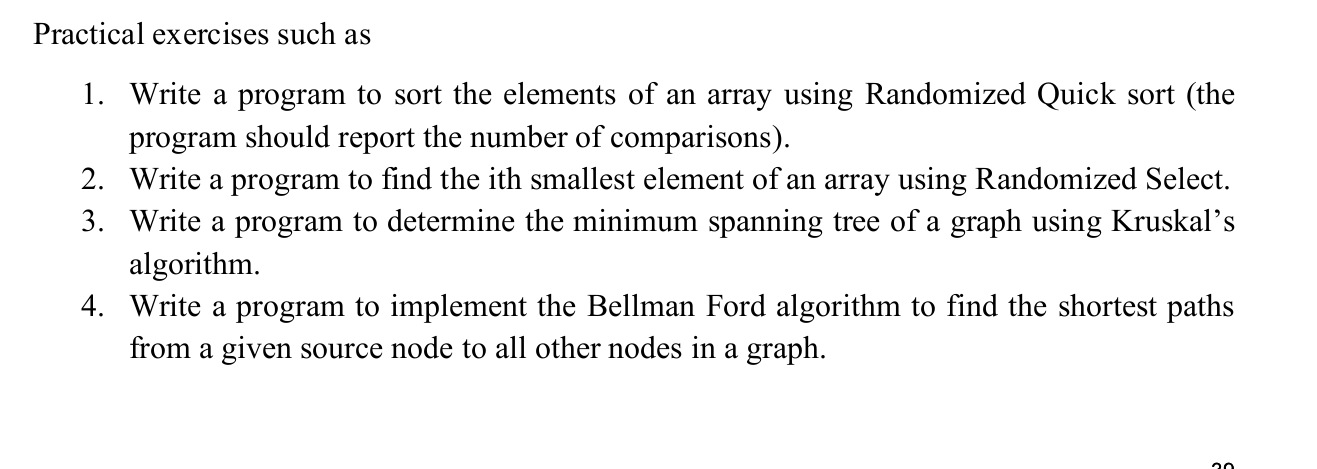 Practical exercises such as
1. Write a program to sort the elements of an array using Randomized Quick sort (the
program should report the number of comparisons).
2. Write a program to find the ith smallest element of an array using Randomized Select.
3. Write a program to determine the minimum spanning tree of a graph using Kruskal’s
algorithm.
4. Write a program to implement the Bellman Ford algorithm to find the shortest paths
from a given source node to all other nodes in a graph.